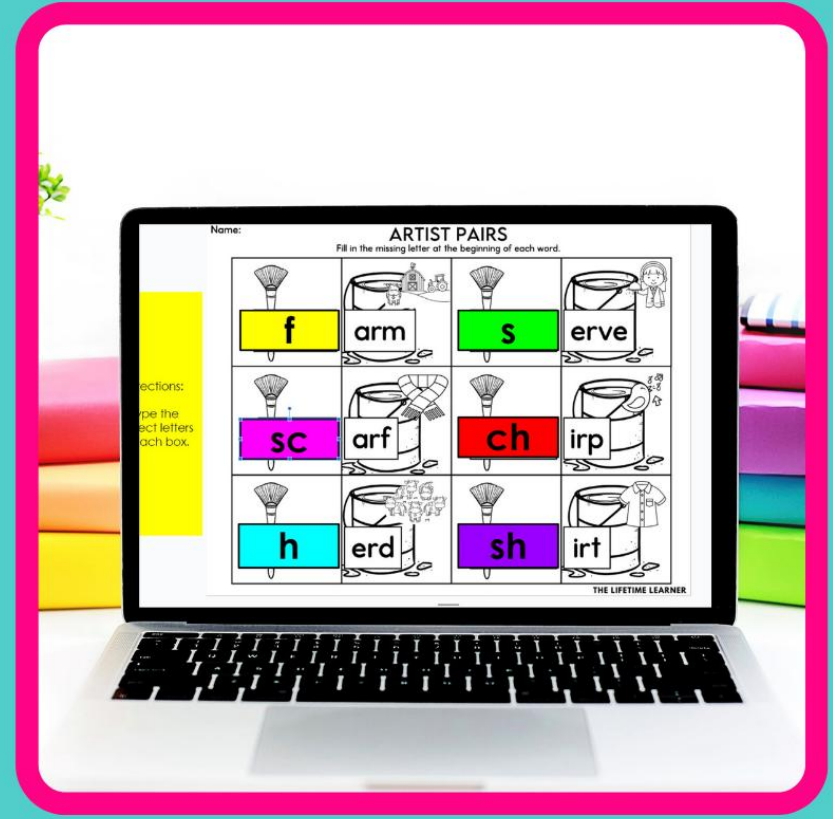 Name:
ARTIST PAIRS
Fill in the missing letter at the beginning of each word.
f arm s erve
ections:
ype the
ect letters
ach box.
sc arf ch irp
h erd sh irt
THE LIFETIME LEARNER